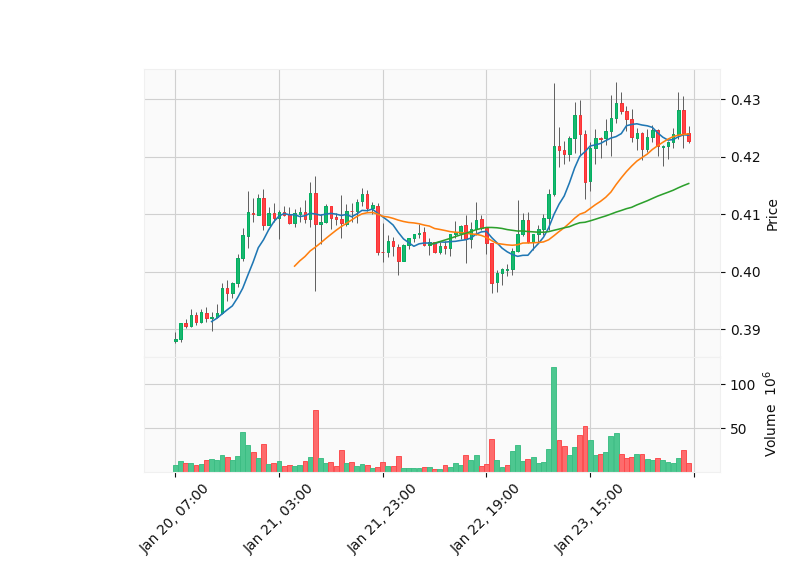 0.43
0.42
0.41
0.40
0.39
Price
100
50
Volume 10^6
Jan 20, 07:00
Jan 21, 03:00
Jan 21, 23:00
Jan 22, 19:00
Jan 23, 15:00